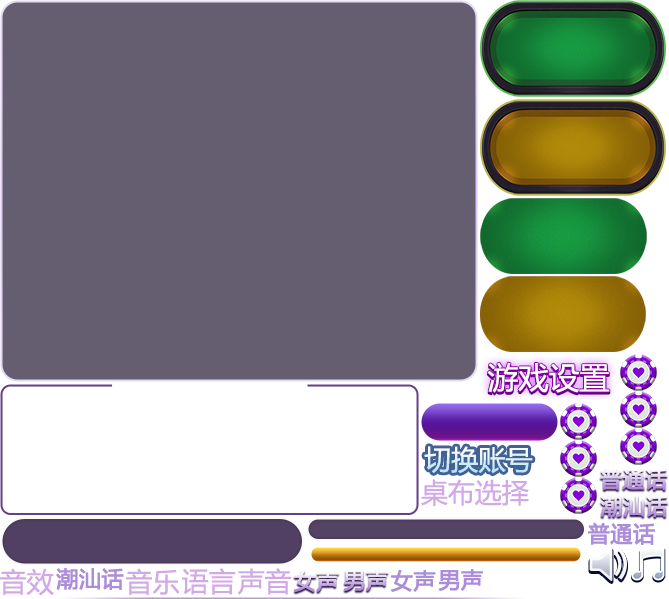 游戏设置
切换账号
桌布选择
普通话
潮汕话
普通话
音效 潮汕话 音乐 语言 声音 女声 男声 女声 男声